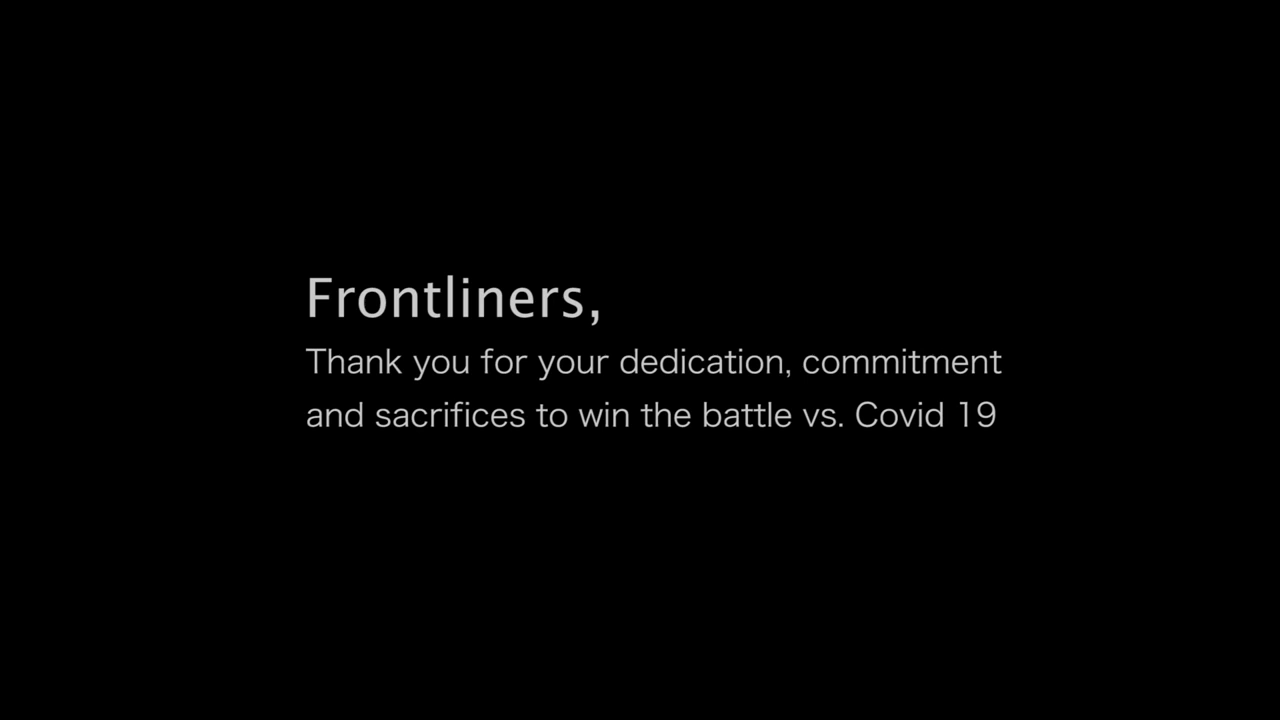 Frontliners,
Thank you for your dedication, commitment
and sacrifices to win the battle vs. Covid 19